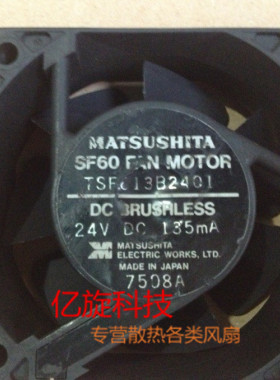 MATSUSHITA
SF60 FAN MOTOR
TSF613B2401
DC BRUSHLESS
24V DC 135mA
MATSUSHITA
ELECTRIC WORKS, LTD.
MADE IN JAPAN
7508A
亿旋科技
专营散热各类风扇